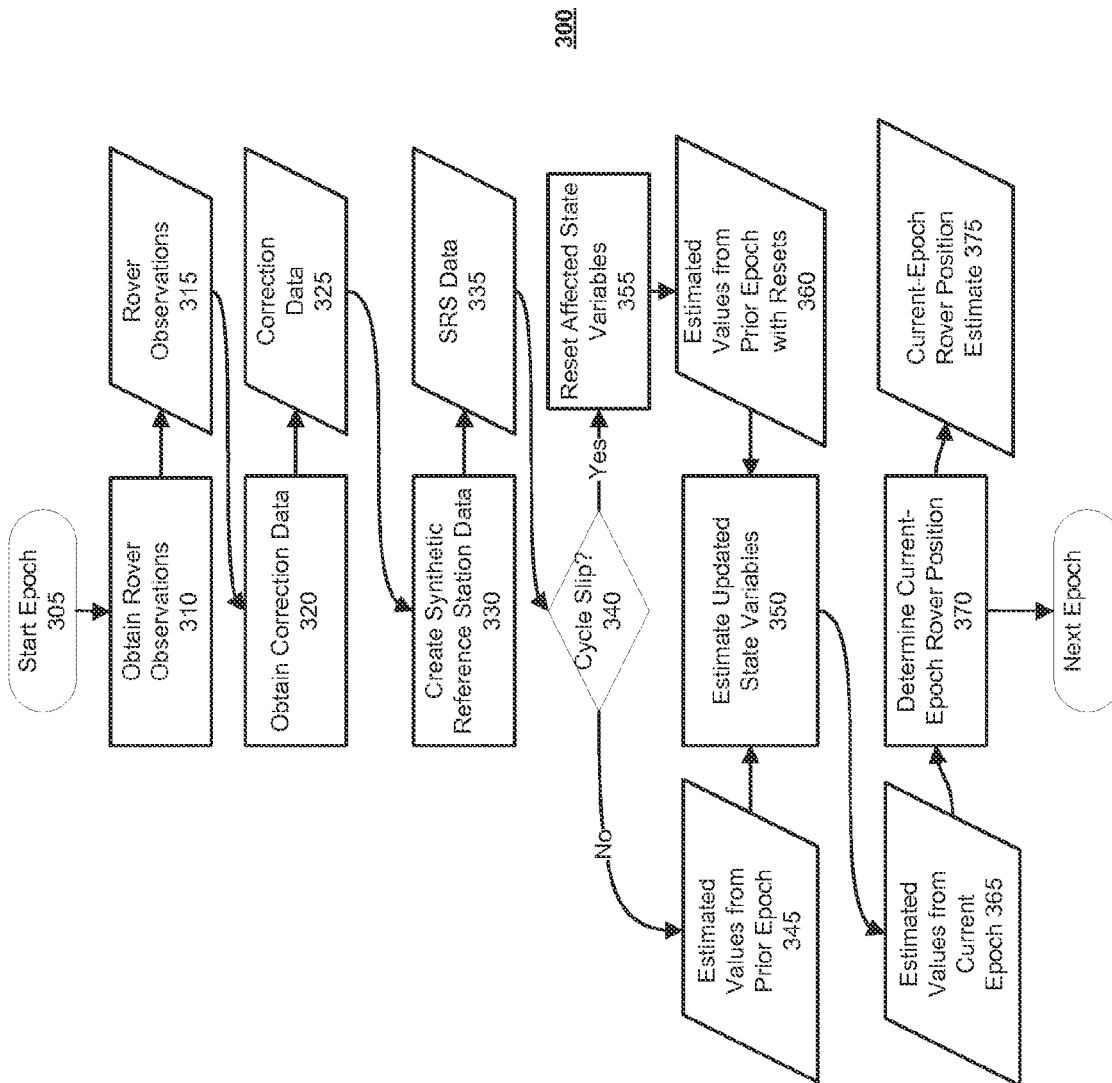 300
Start Epoch
305
Obtain Rover
Observations
310
Rover
Observations
315
Obtain Correction Data
320
Correction
Data
325
Create Synthetic
Reference Station Data
330
SRS Data
335
Cycle Slip?
340
Yes
Reset Affected State
Variables
355
Estimated
Values from
Prior Epoch
with Resets
360
No
Estimated
Values from
Prior Epoch
345
Estimate Updated
State Variables
350
Estimated
Values from
Current
Epoch 365
Determine Current-
Epoch Rover Position
370
Current-Epoch
Rover Position
Estimate 375
Next Epoch